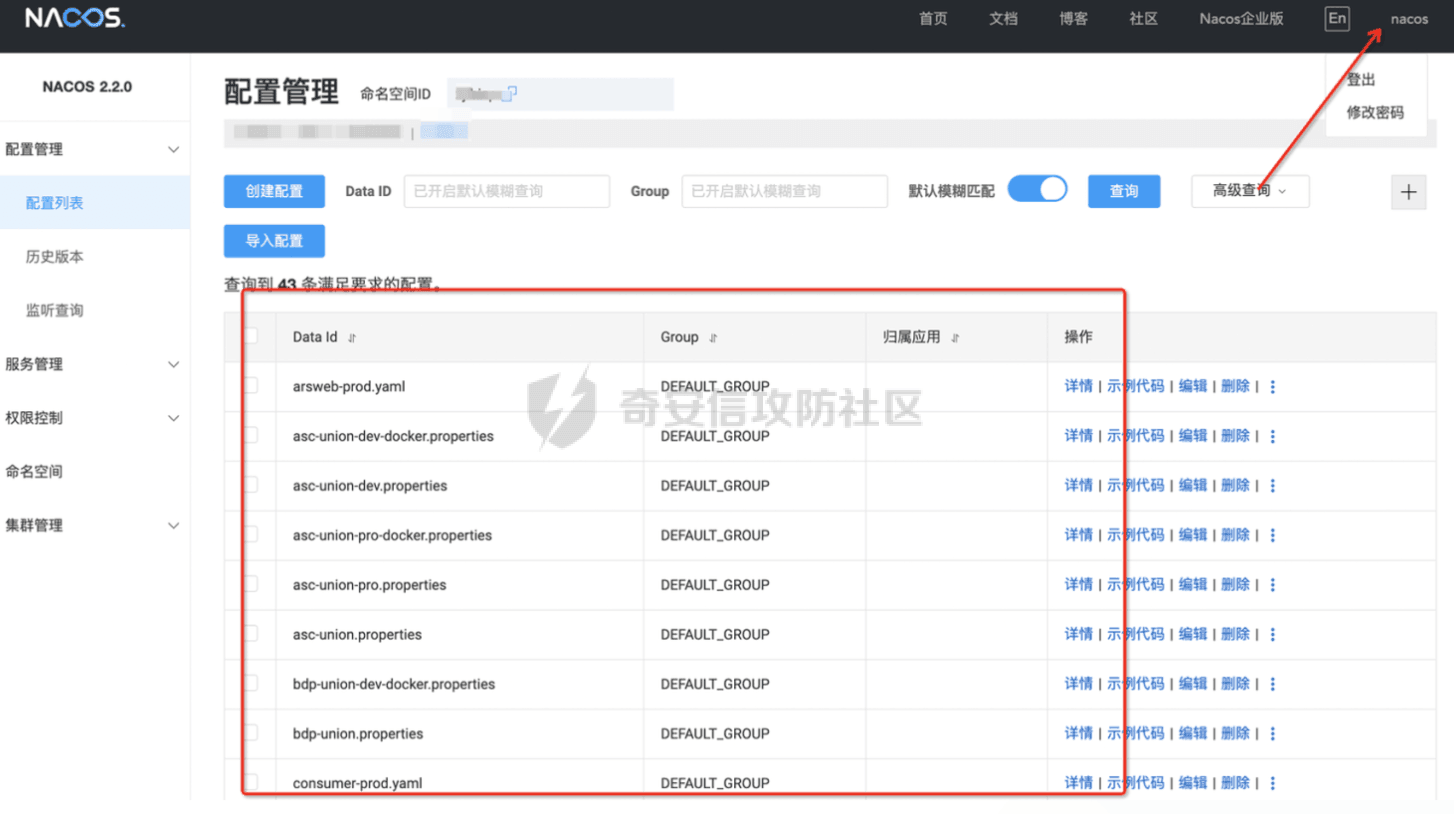 NACOS.
首页 文档 博客 社区 Nacos企业版 En nacos
登出
修改密码
NACOS 2.2.0
配置管理
配置列表
历史版本
监听查询
服务管理
权限控制
命名空间
集群管理
配置管理 命名空间ID
|
创建配置 Data ID 已开启默认模糊查询 Group 已开启默认模糊查询 默认模糊匹配 查询 高级查询 +
导入配置
查询到 43 条满足要求的配置。
Data Id Group 归属应用 操作
arsweb-prod.yaml DEFAULT_GROUP 详情 | 示例代码 | 编辑 | 删除 |
奇安信攻防社区
asc-union-dev-docker.properties DEFAULT_GROUP 详情 | 示例代码 | 编辑 | 删除 |
asc-union-dev.properties DEFAULT_GROUP 详情 | 示例代码 | 编辑 | 删除 |
asc-union-pro-docker.properties DEFAULT_GROUP 详情 | 示例代码 | 编辑 | 删除 |
asc-union-pro.properties DEFAULT_GROUP 详情 | 示例代码 | 编辑 | 删除 |
asc-union.properties DEFAULT_GROUP 详情 | 示例代码 | 编辑 | 删除 |
bdp-union-dev-docker.properties DEFAULT_GROUP 详情 | 示例代码 | 编辑 | 删除 |
bdp-union.properties DEFAULT_GROUP 详情 | 示例代码 | 编辑 | 删除 |
consumer-prod.yaml DEFAULT_GROUP 详情 | 示例代码 | 编辑 | 删除 |